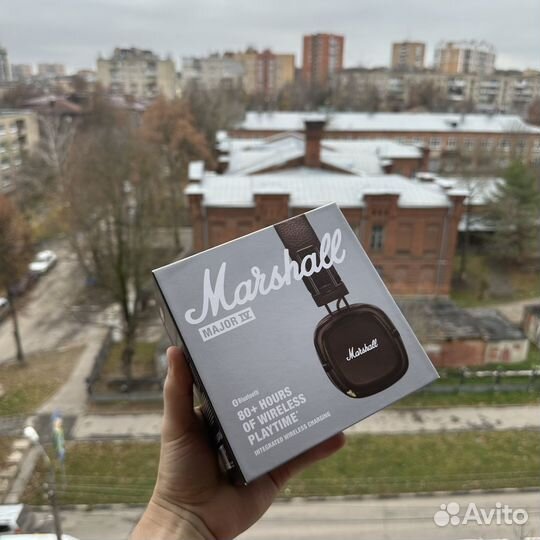 Marshall
MAJOR IV
Marshall
Bluetooth
80+ HOURS
OF WIRELESS
PLAYTIME*
INTEGRATED WIRELESS CHARGING
Avito